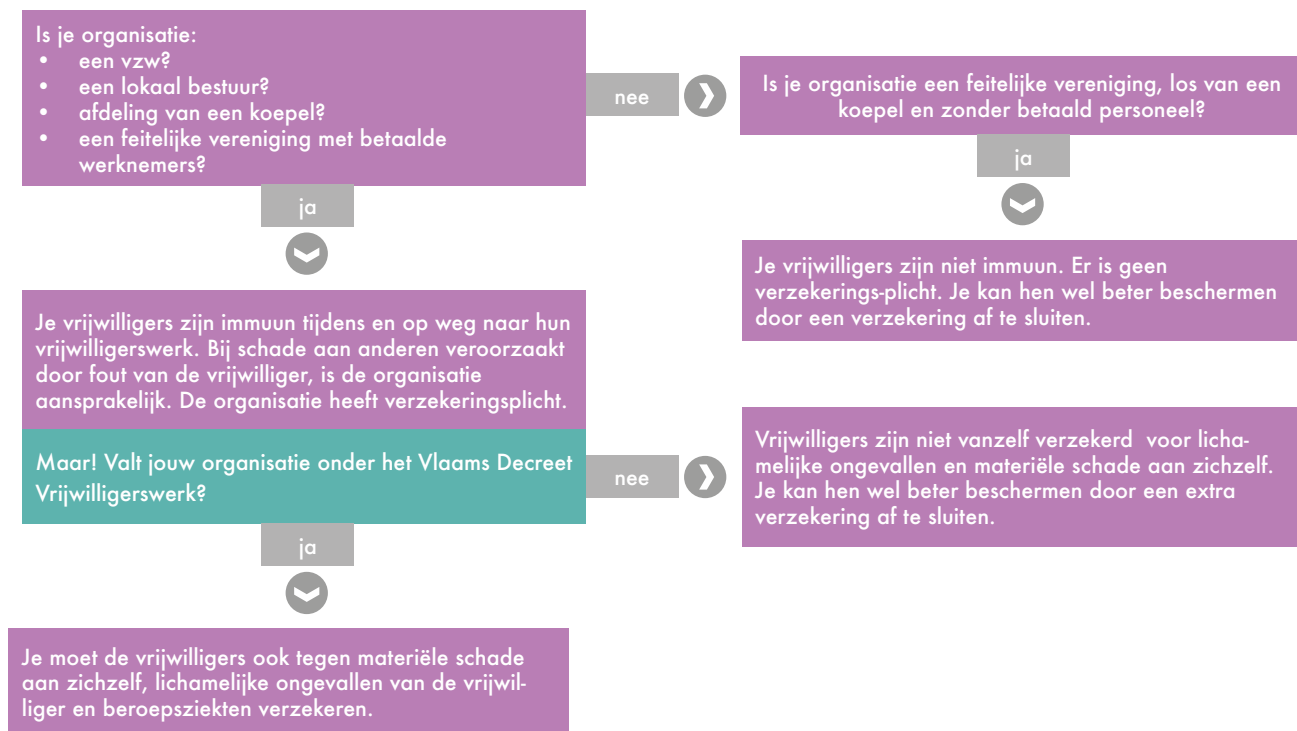 Is je organisatie:
• een vzw?
• een lokaal bestuur?
• afdeling van een koepel?
• een feitelijke vereniging met betaalde
werknemers?
nee
Is je organisatie een feitelijke vereniging, los van een
koepel en zonder betaald personeel?
ja
ja
Je vrijwilligers zijn niet immuun. Er is geen
verzekerings-plicht. Je kan hen wel beter beschermen
door een verzekering af te sluiten.
Je vrijwilligers zijn immuun tijdens en op weg naar hun
vrijwilligerswerk. Bij schade aan anderen veroorzaakt
door fout van de vrijwilliger, is de organisatie
aansprakelijk. De organisatie heeft verzekeringsplicht.
Maar! Valt jouw organisatie onder het Vlaams Decreet
Vrijwilligerswerk?
nee
Vrijwilligers zijn niet vanzelf verzekerd voor licha-
melijke ongevallen en materiële schade aan zichzelf.
Je kan hen wel beter beschermen door een extra
verzekering af te sluiten.
ja
Je moet de vrijwilligers ook tegen materiële schade
aan zichzelf, lichamelijke ongevallen van de vrijwil-
liger en beroepsziekten verzekeren.